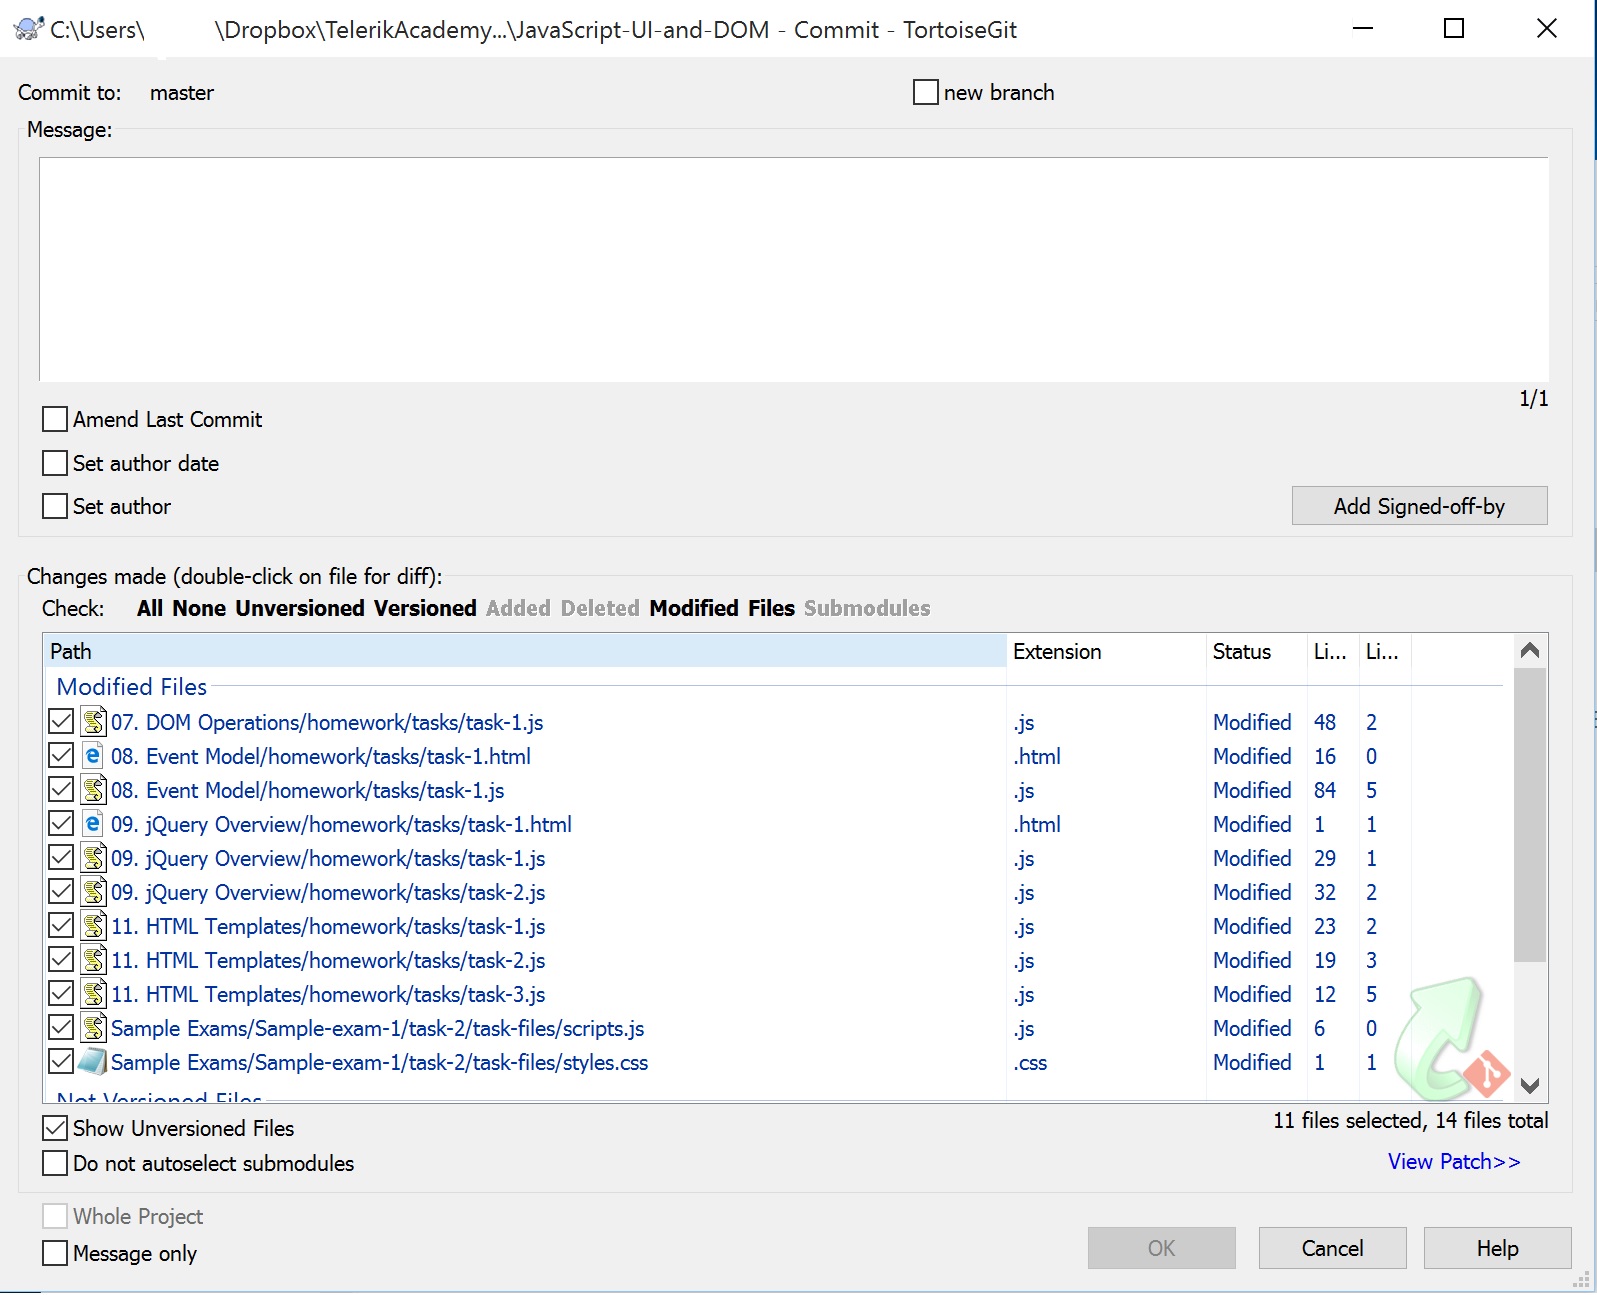 C:\Users\ \Dropbox\TelerikAcademy...\JavaScript-UI-and-DOM - Commit - TortoiseGit
Commit to: master new branch
Message:
1/1
Amend Last Commit
Set author date
Set author Add Signed-off-by
Changes made (double-click on file for diff):
Check: All None Unversioned Versioned Added Deleted Modified Files Submodules
Path Extension Status Li... Li...
Modified Files
07. DOM Operations/homework/tasks/task-1.js .js Modified 48 2
08. Event Model/homework/tasks/task-1.html .html Modified 16 0
08. Event Model/homework/tasks/task-1.js .js Modified 84 5
09. jQuery Overview/homework/tasks/task-1.html .html Modified 1 1
09. jQuery Overview/homework/tasks/task-1.js .js Modified 29 1
09. jQuery Overview/homework/tasks/task-2.js .js Modified 32 2
11. HTML Templates/homework/tasks/task-1.js .js Modified 23 2
11. HTML Templates/homework/tasks/task-2.js .js Modified 19 3
11. HTML Templates/homework/tasks/task-3.js .js Modified 12 5
Sample Exams/Sample-exam-1/task-2/task-files/scripts.js .js Modified 6 0
Sample Exams/Sample-exam-1/task-2/task-files/styles.css .css Modified 1 1
Not Versioned Files
Show Unversioned Files 11 files selected, 14 files total
Do not autoselect submodules View Patch>>
Whole Project
Message only OK Cancel Help